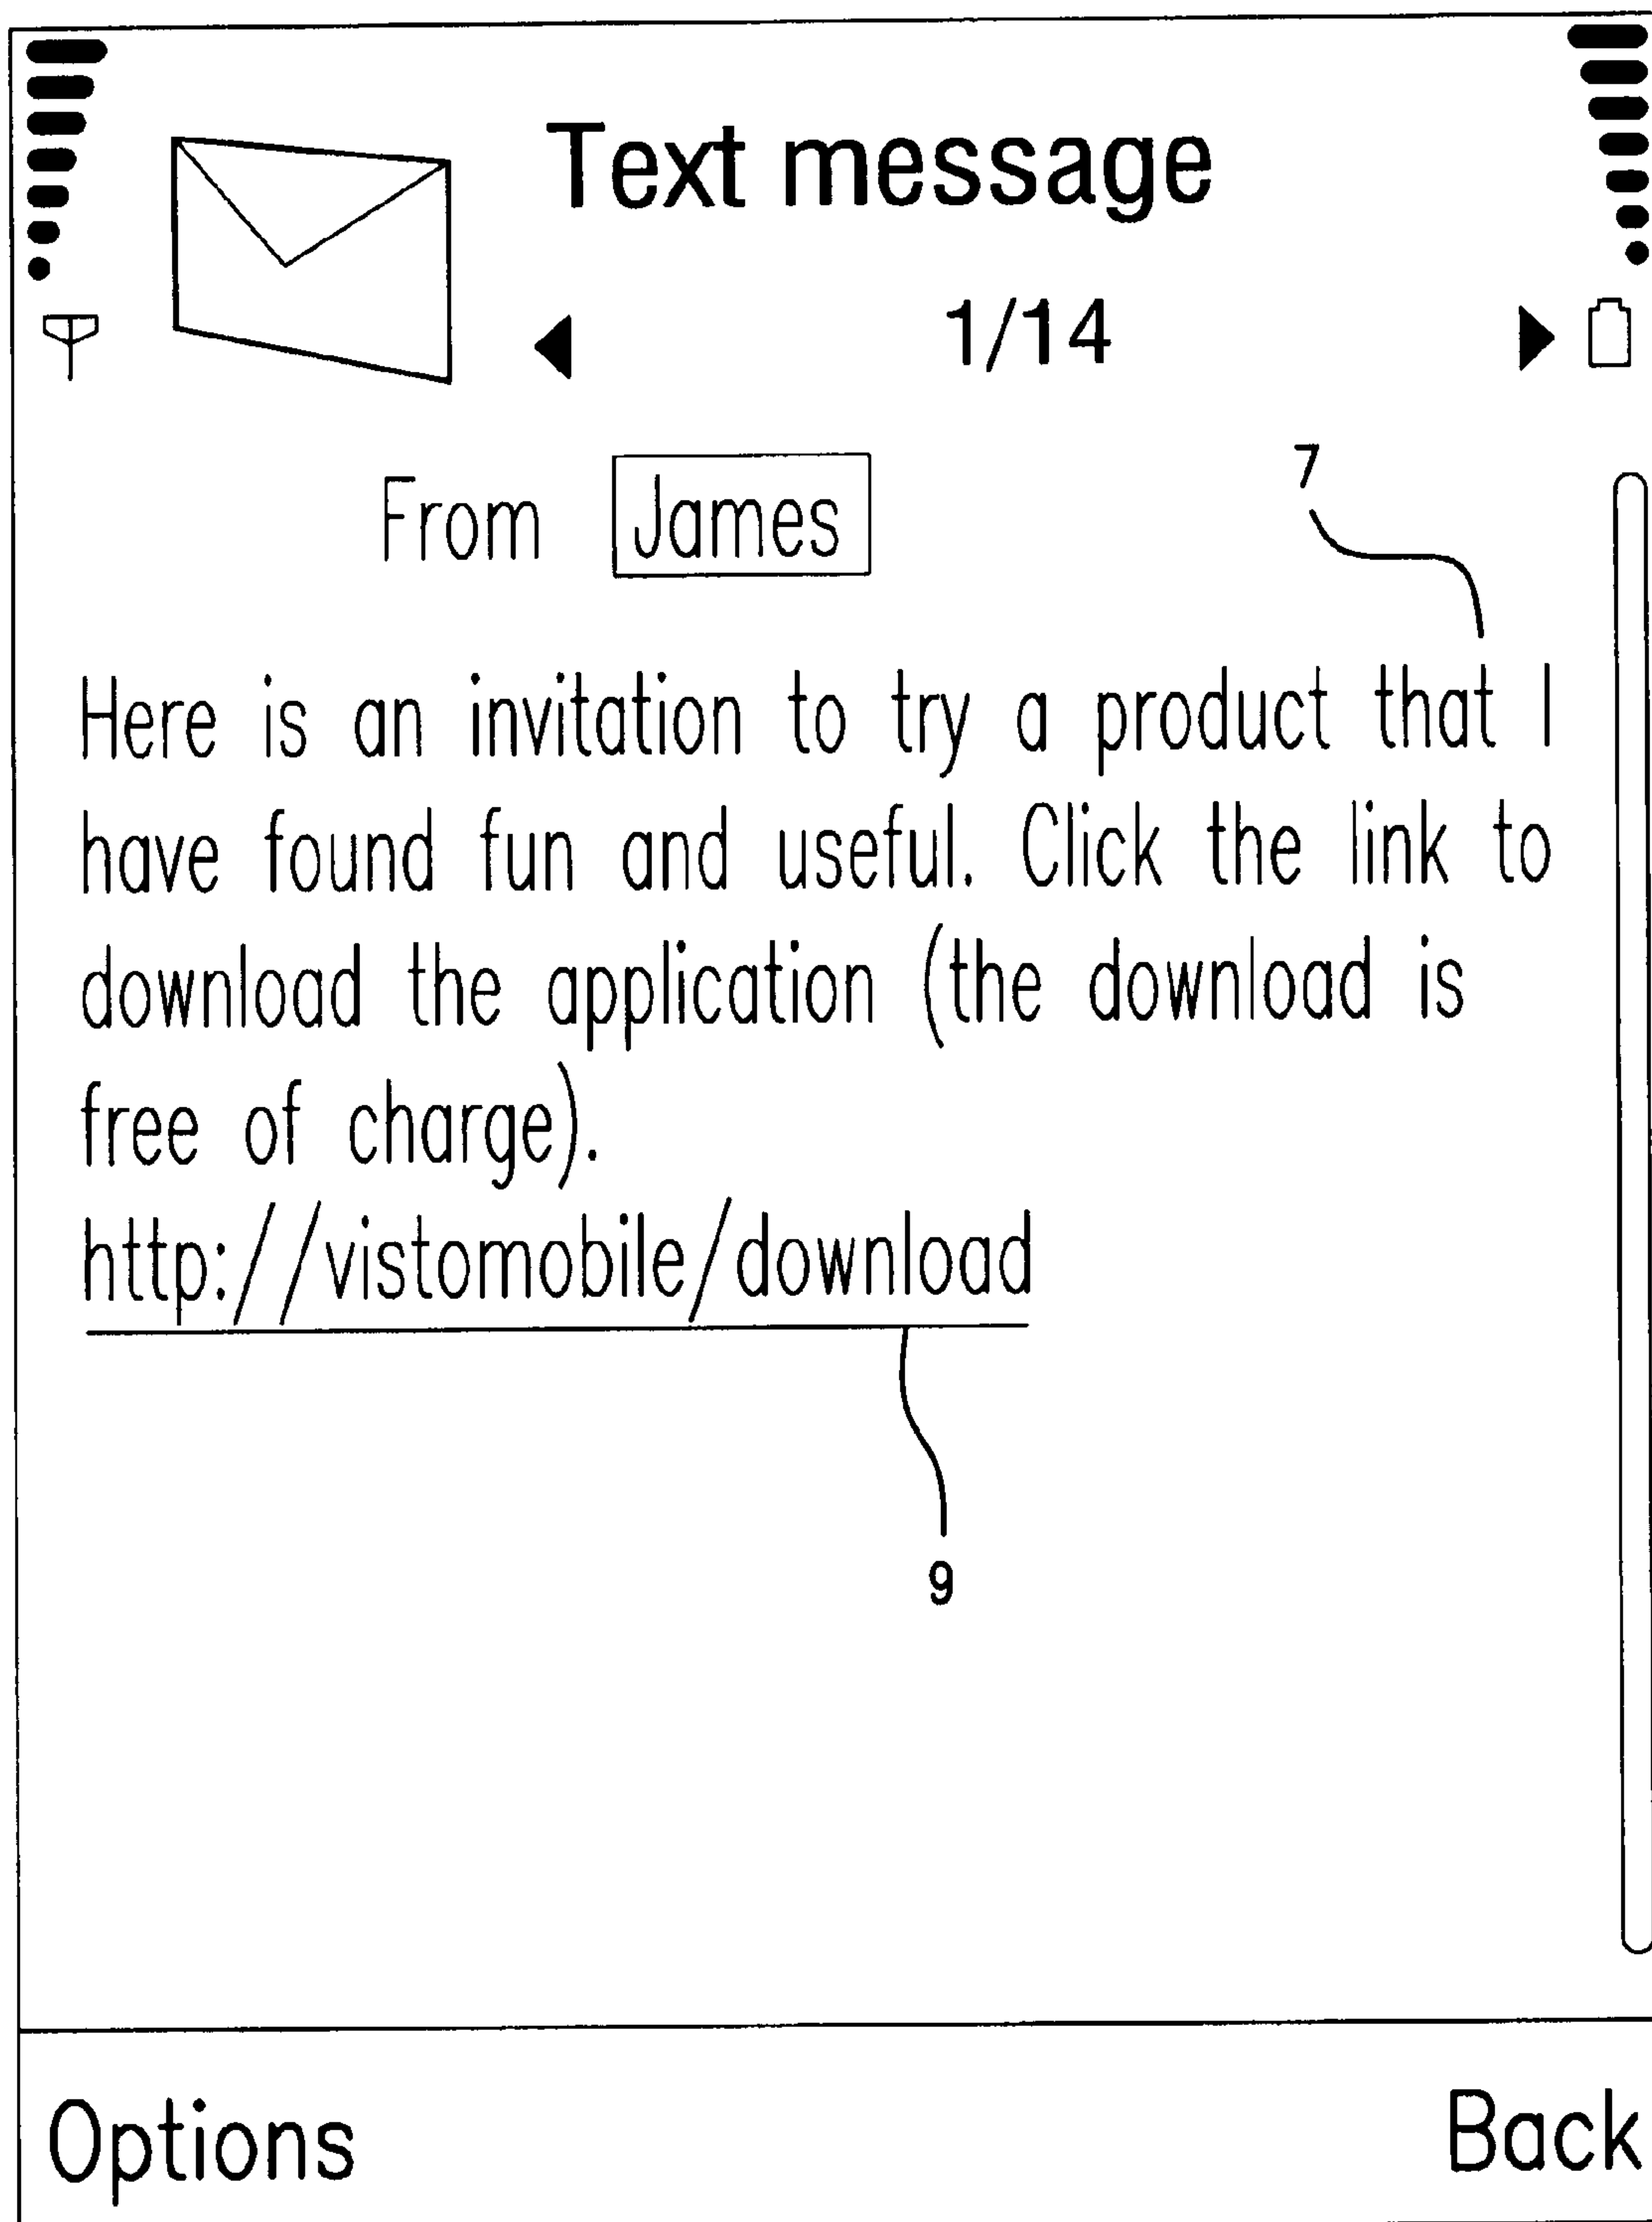 Text message
1/14
From James
7
Here is an invitation to try a product that I
have found fun and useful. Click the link to
download the application (the download is
free of charge).
http://vistomobile/download
9
Options
Back